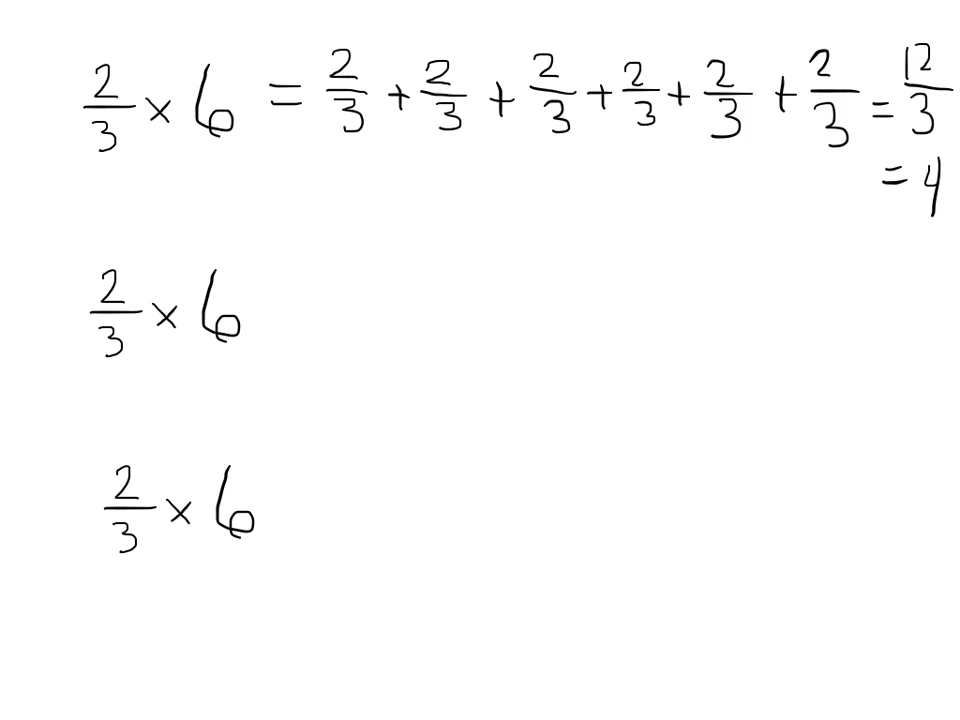 2/3 × 6 = 2/3 + 2/3 + 2/3 + 2/3 + 2/3 + 2/3 = 12/3
= 4
2/3 × 6
2/3 × 6